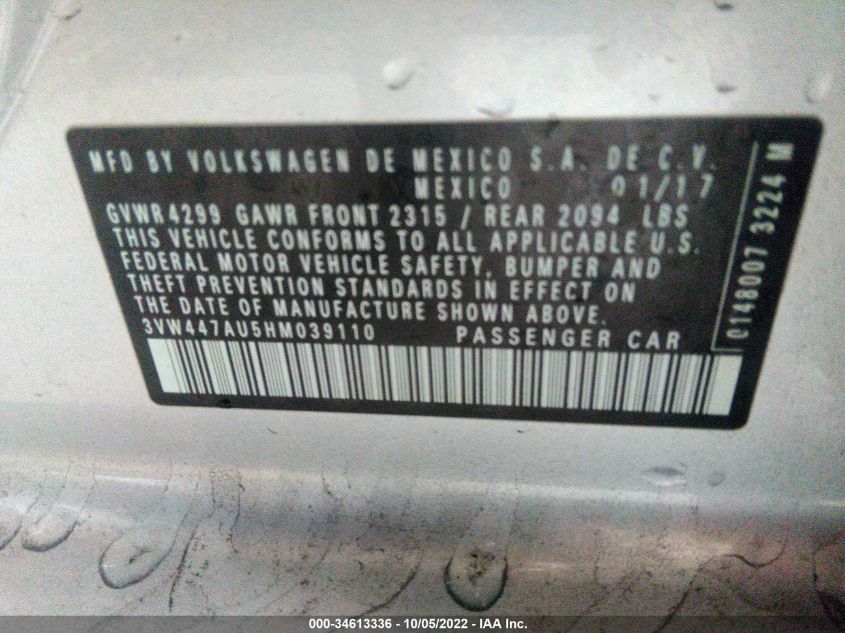 MFD BY VOLKSWAGEN DE MEXICO S.A. DE C.V.
MEXICO 01/17
GVWR 4299 GAWR FRONT 2315 / REAR 2094 LBS
THIS VEHICLE CONFORMS TO ALL APPLICABLE U.S.
FEDERAL MOTOR VEHICLE SAFETY, BUMPER AND
THEFT PREVENTION STANDARDS IN EFFECT ON
THE DATE OF MANUFACTURE SHOWN ABOVE.
3VW447AU5HM039110 PASSENGER CAR
0148007 3224 M
000-34613336 - 10/05/2022 - IAA Inc.